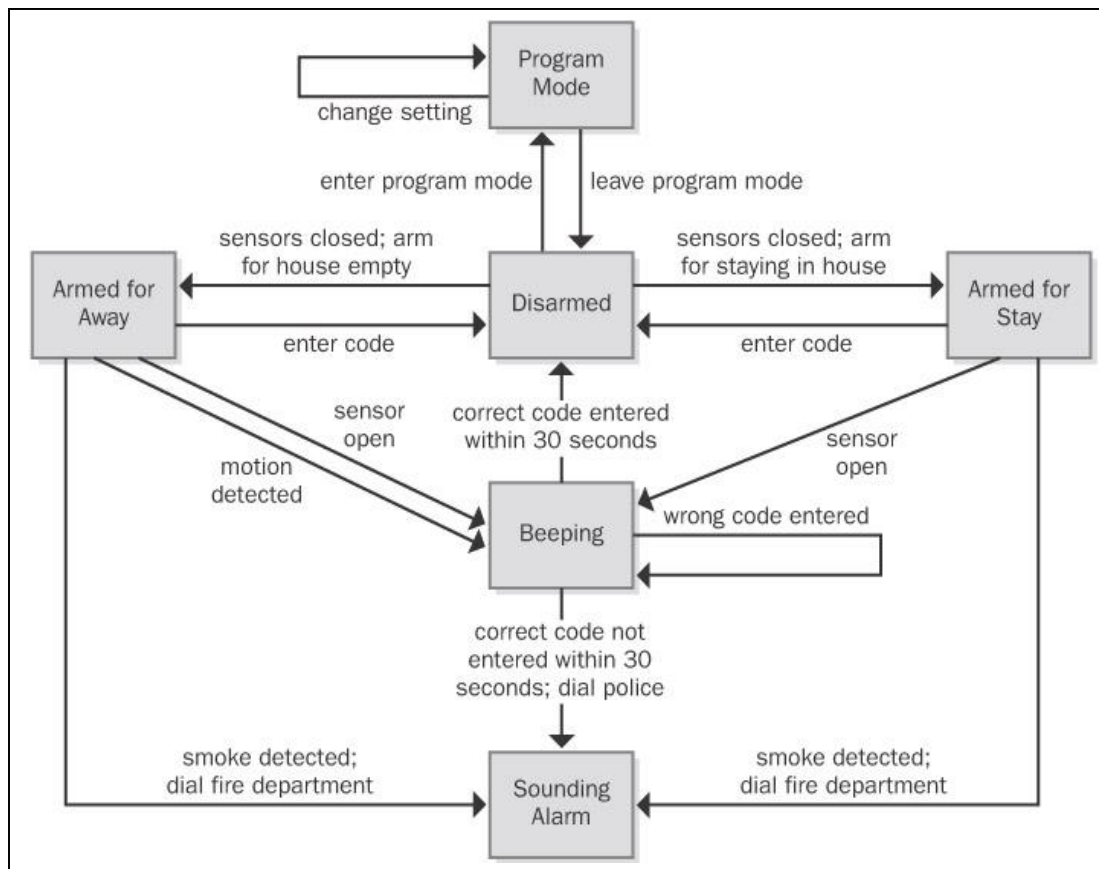 Program
Mode
change setting
enter program mode
leave program mode
sensors closed; arm
for house empty
sensors closed; arm
for staying in house
Armed for
Away
Disarmed
Armed for
Stay
enter code
enter code
sensor
open
correct code entered
within 30 seconds
sensor
open
motion
detected
wrong code entered
Beeping
correct code not
entered within 30
seconds; dial police
smoke detected;
dial fire department
Sounding
Alarm
smoke detected;
dial fire department